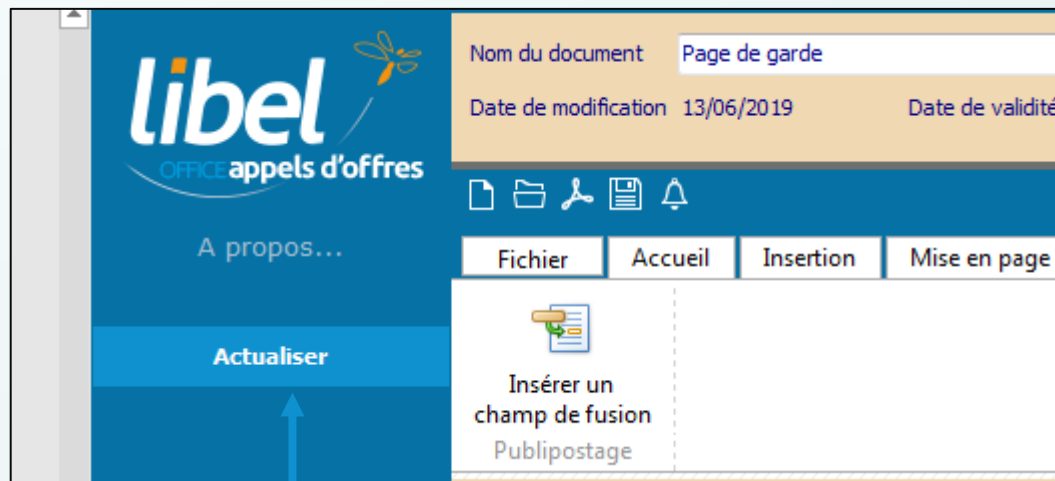 libel
OFFICE appels d'offres
A propos...
Actualiser
Nom du document Page de garde
Date de modification 13/06/2019 Date de validité
Fichier Accueil Insertion Mise en page
Insérer un
champ de fusion
Publipostage